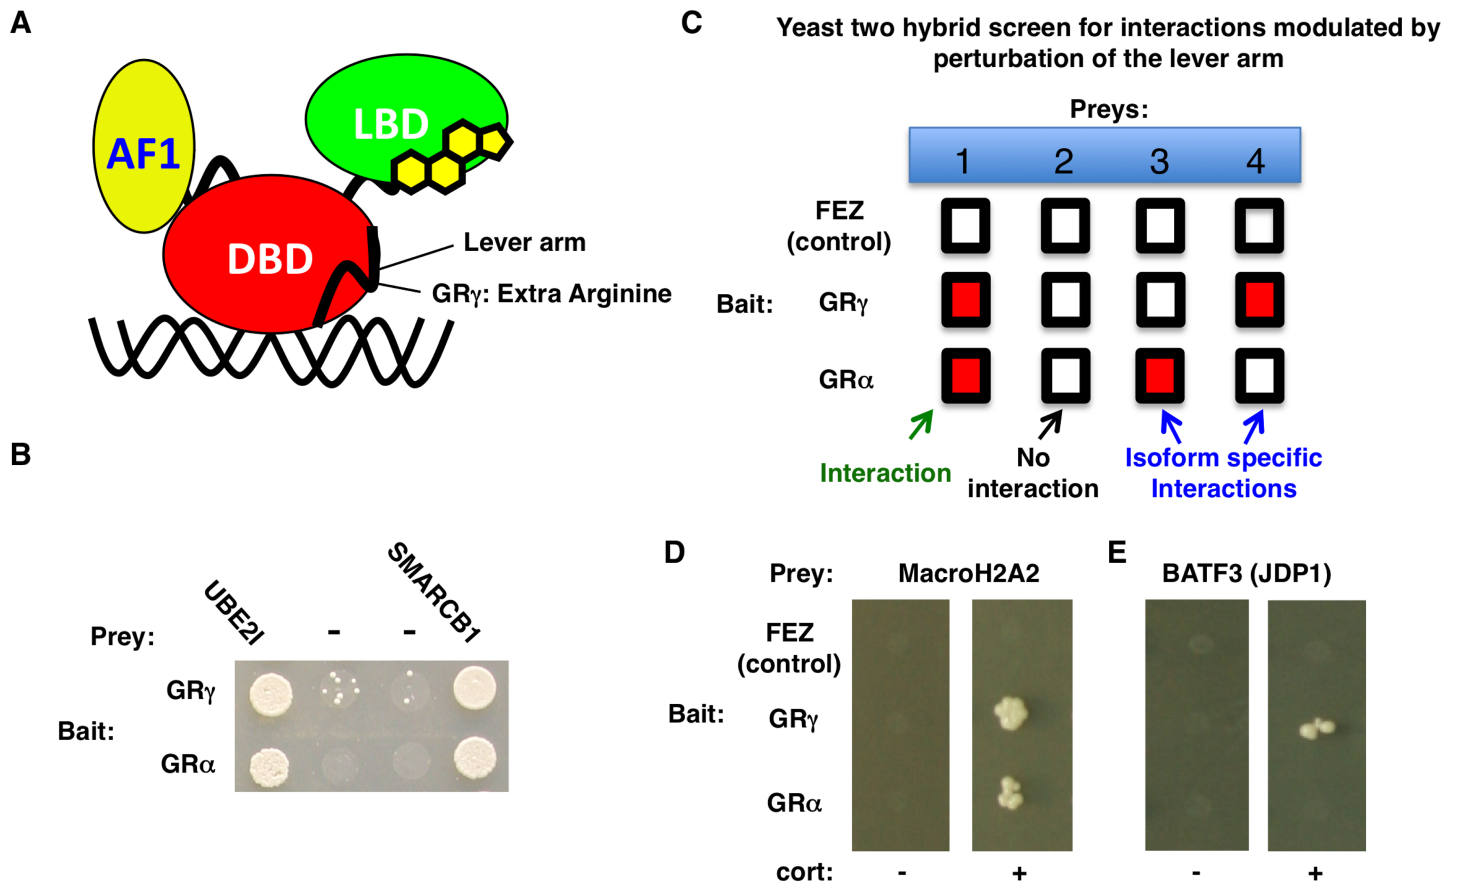 A
AF1
LBD
DBD
Lever arm
GRγ: Extra Arginine
B
UBE2I
SMARCB1
Prey:
-
-
GRγ
Bait:
GRα
C
Yeast two hybrid screen for interactions modulated by
perturbation of the lever arm
Preys:
1 2 3 4
FEZ
(control)
Bait:
GRγ
GRα
Interaction
No
interaction
Isoform specific
Interactions
D
Prey: MacroH2A2
FEZ
(control)
Bait:
GRγ
GRα
cort: - +
E
BATF3 (JDP1)
- +